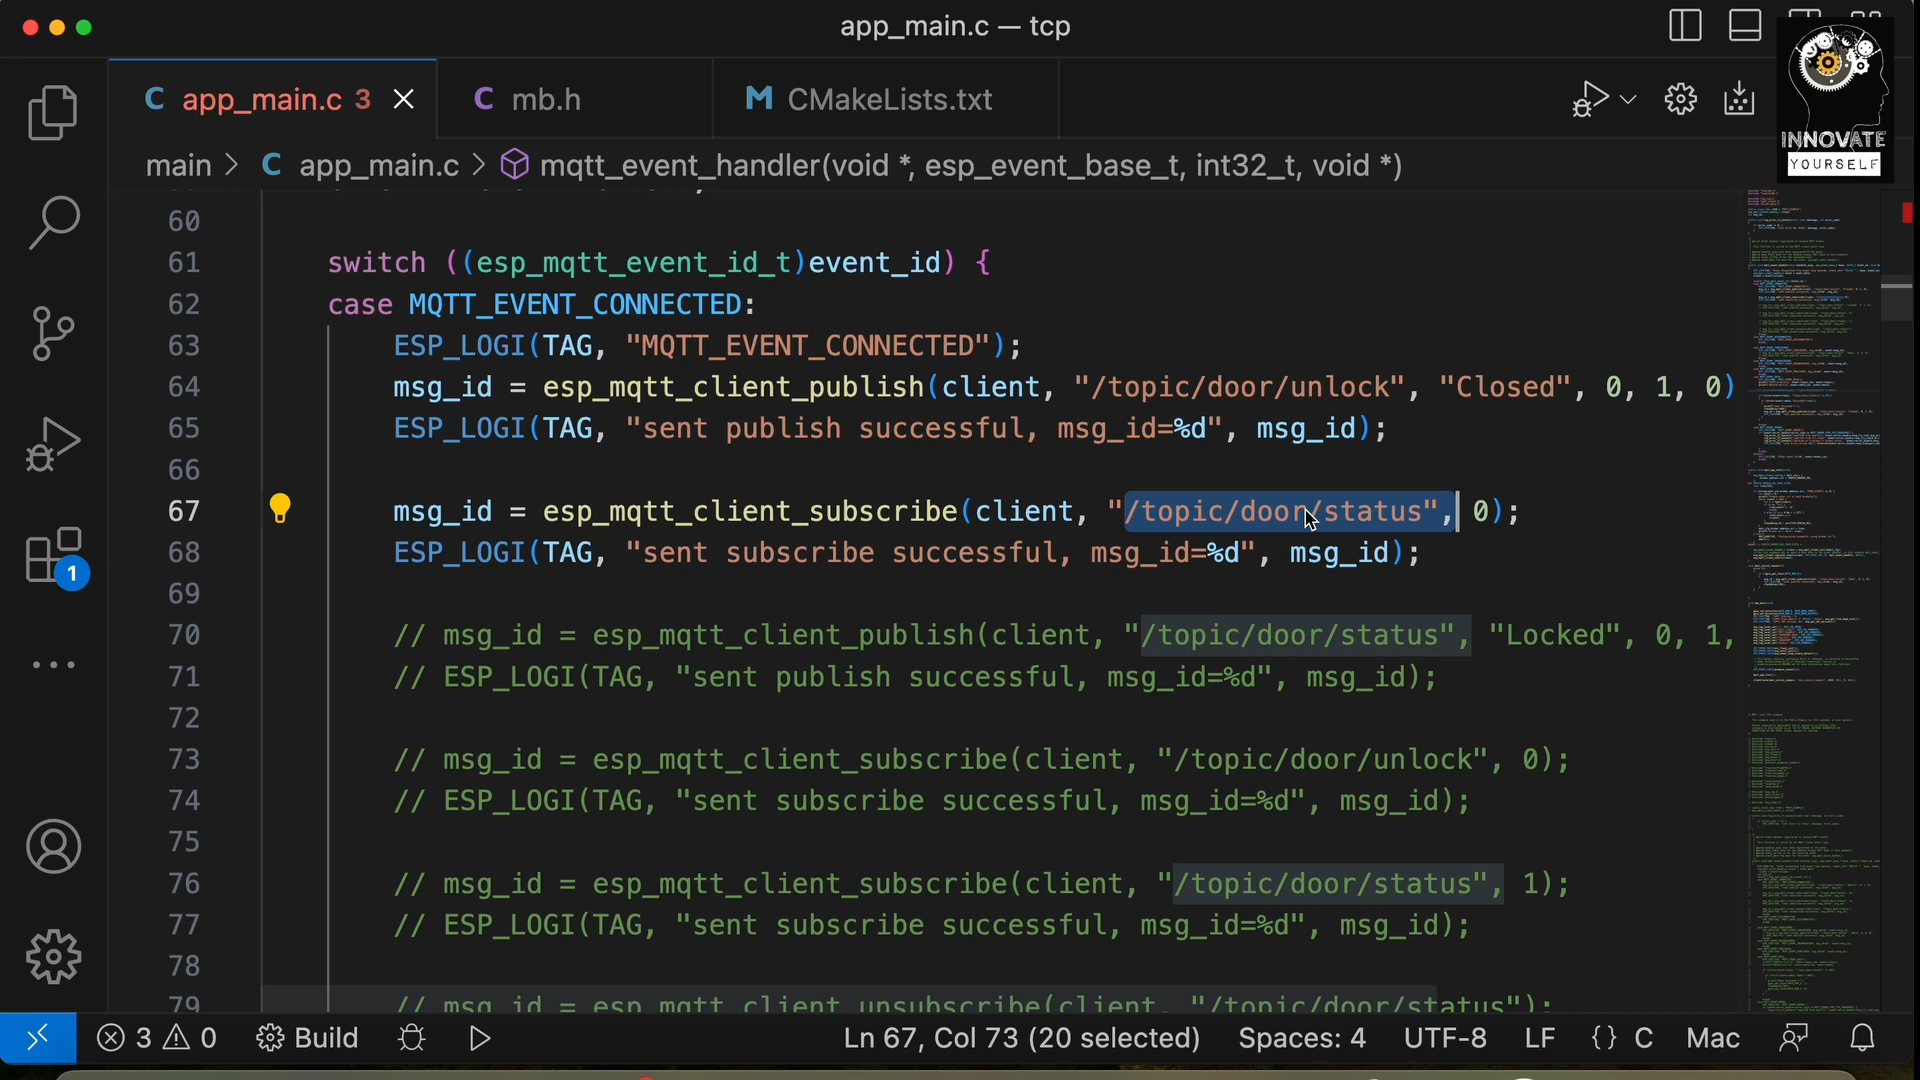 app_main.c — tcp
INNOVATE
YOURSELF
C app_main.c 3
C mb.h
M CMakeLists.txt
main > C app_main.c > mqtt_event_handler(void *, esp_event_base_t, int32_t, void *)
60
61 switch ((esp_mqtt_event_id_t)event_id) {
62 case MQTT_EVENT_CONNECTED:
63 ESP_LOGI(TAG, "MQTT_EVENT_CONNECTED");
64 msg_id = esp_mqtt_client_publish(client, "/topic/door/unlock", "Closed", 0, 1, 0)
65 ESP_LOGI(TAG, "sent publish successful, msg_id=%d", msg_id);
66
67 msg_id = esp_mqtt_client_subscribe(client, "/topic/door/status", 0);
68 ESP_LOGI(TAG, "sent subscribe successful, msg_id=%d", msg_id);
69
70 // msg_id = esp_mqtt_client_publish(client, "/topic/door/status", "Locked", 0, 1,
71 // ESP_LOGI(TAG, "sent publish successful, msg_id=%d", msg_id);
72
73 // msg_id = esp_mqtt_client_subscribe(client, "/topic/door/unlock", 0);
74 // ESP_LOGI(TAG, "sent subscribe successful, msg_id=%d", msg_id);
75
76 // msg_id = esp_mqtt_client_subscribe(client, "/topic/door/status", 1);
77 // ESP_LOGI(TAG, "sent subscribe successful, msg_id=%d", msg_id);
78
79 // msg_id = esp_mqtt_client_unsubscribe(client, "/topic/door/status");
1
3 0 Build Ln 67, Col 73 (20 selected) Spaces: 4 UTF-8 LF {} C Mac